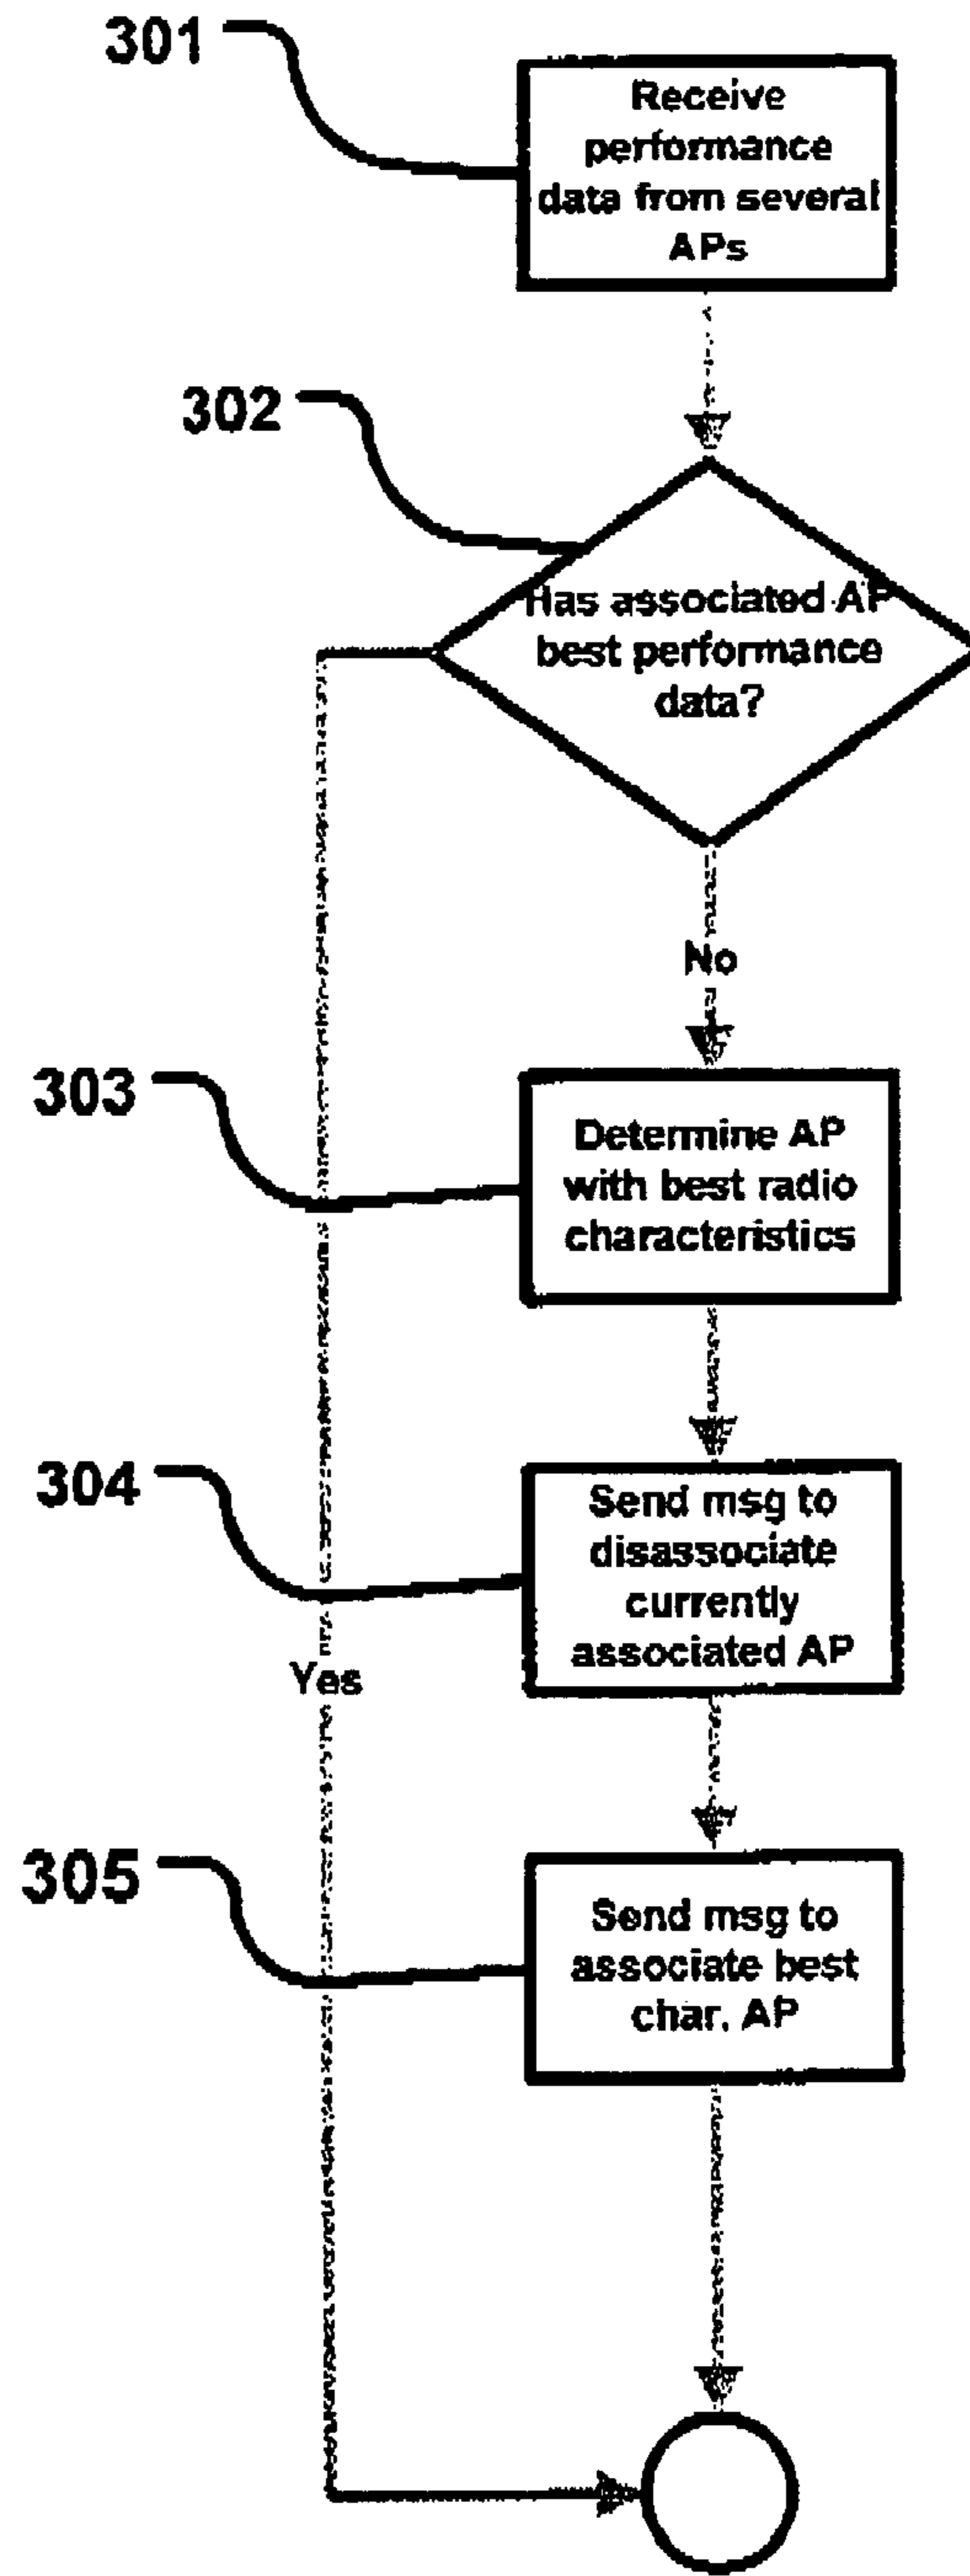 301
Receive
performance
data from several
APs
302
Has associated AP
best performance
data?
No
303
Determine AP
with best radio
characteristics
304
Send msg to
disassociate
currently
associated AP
Yes
305
Send msg to
associate best
char. AP